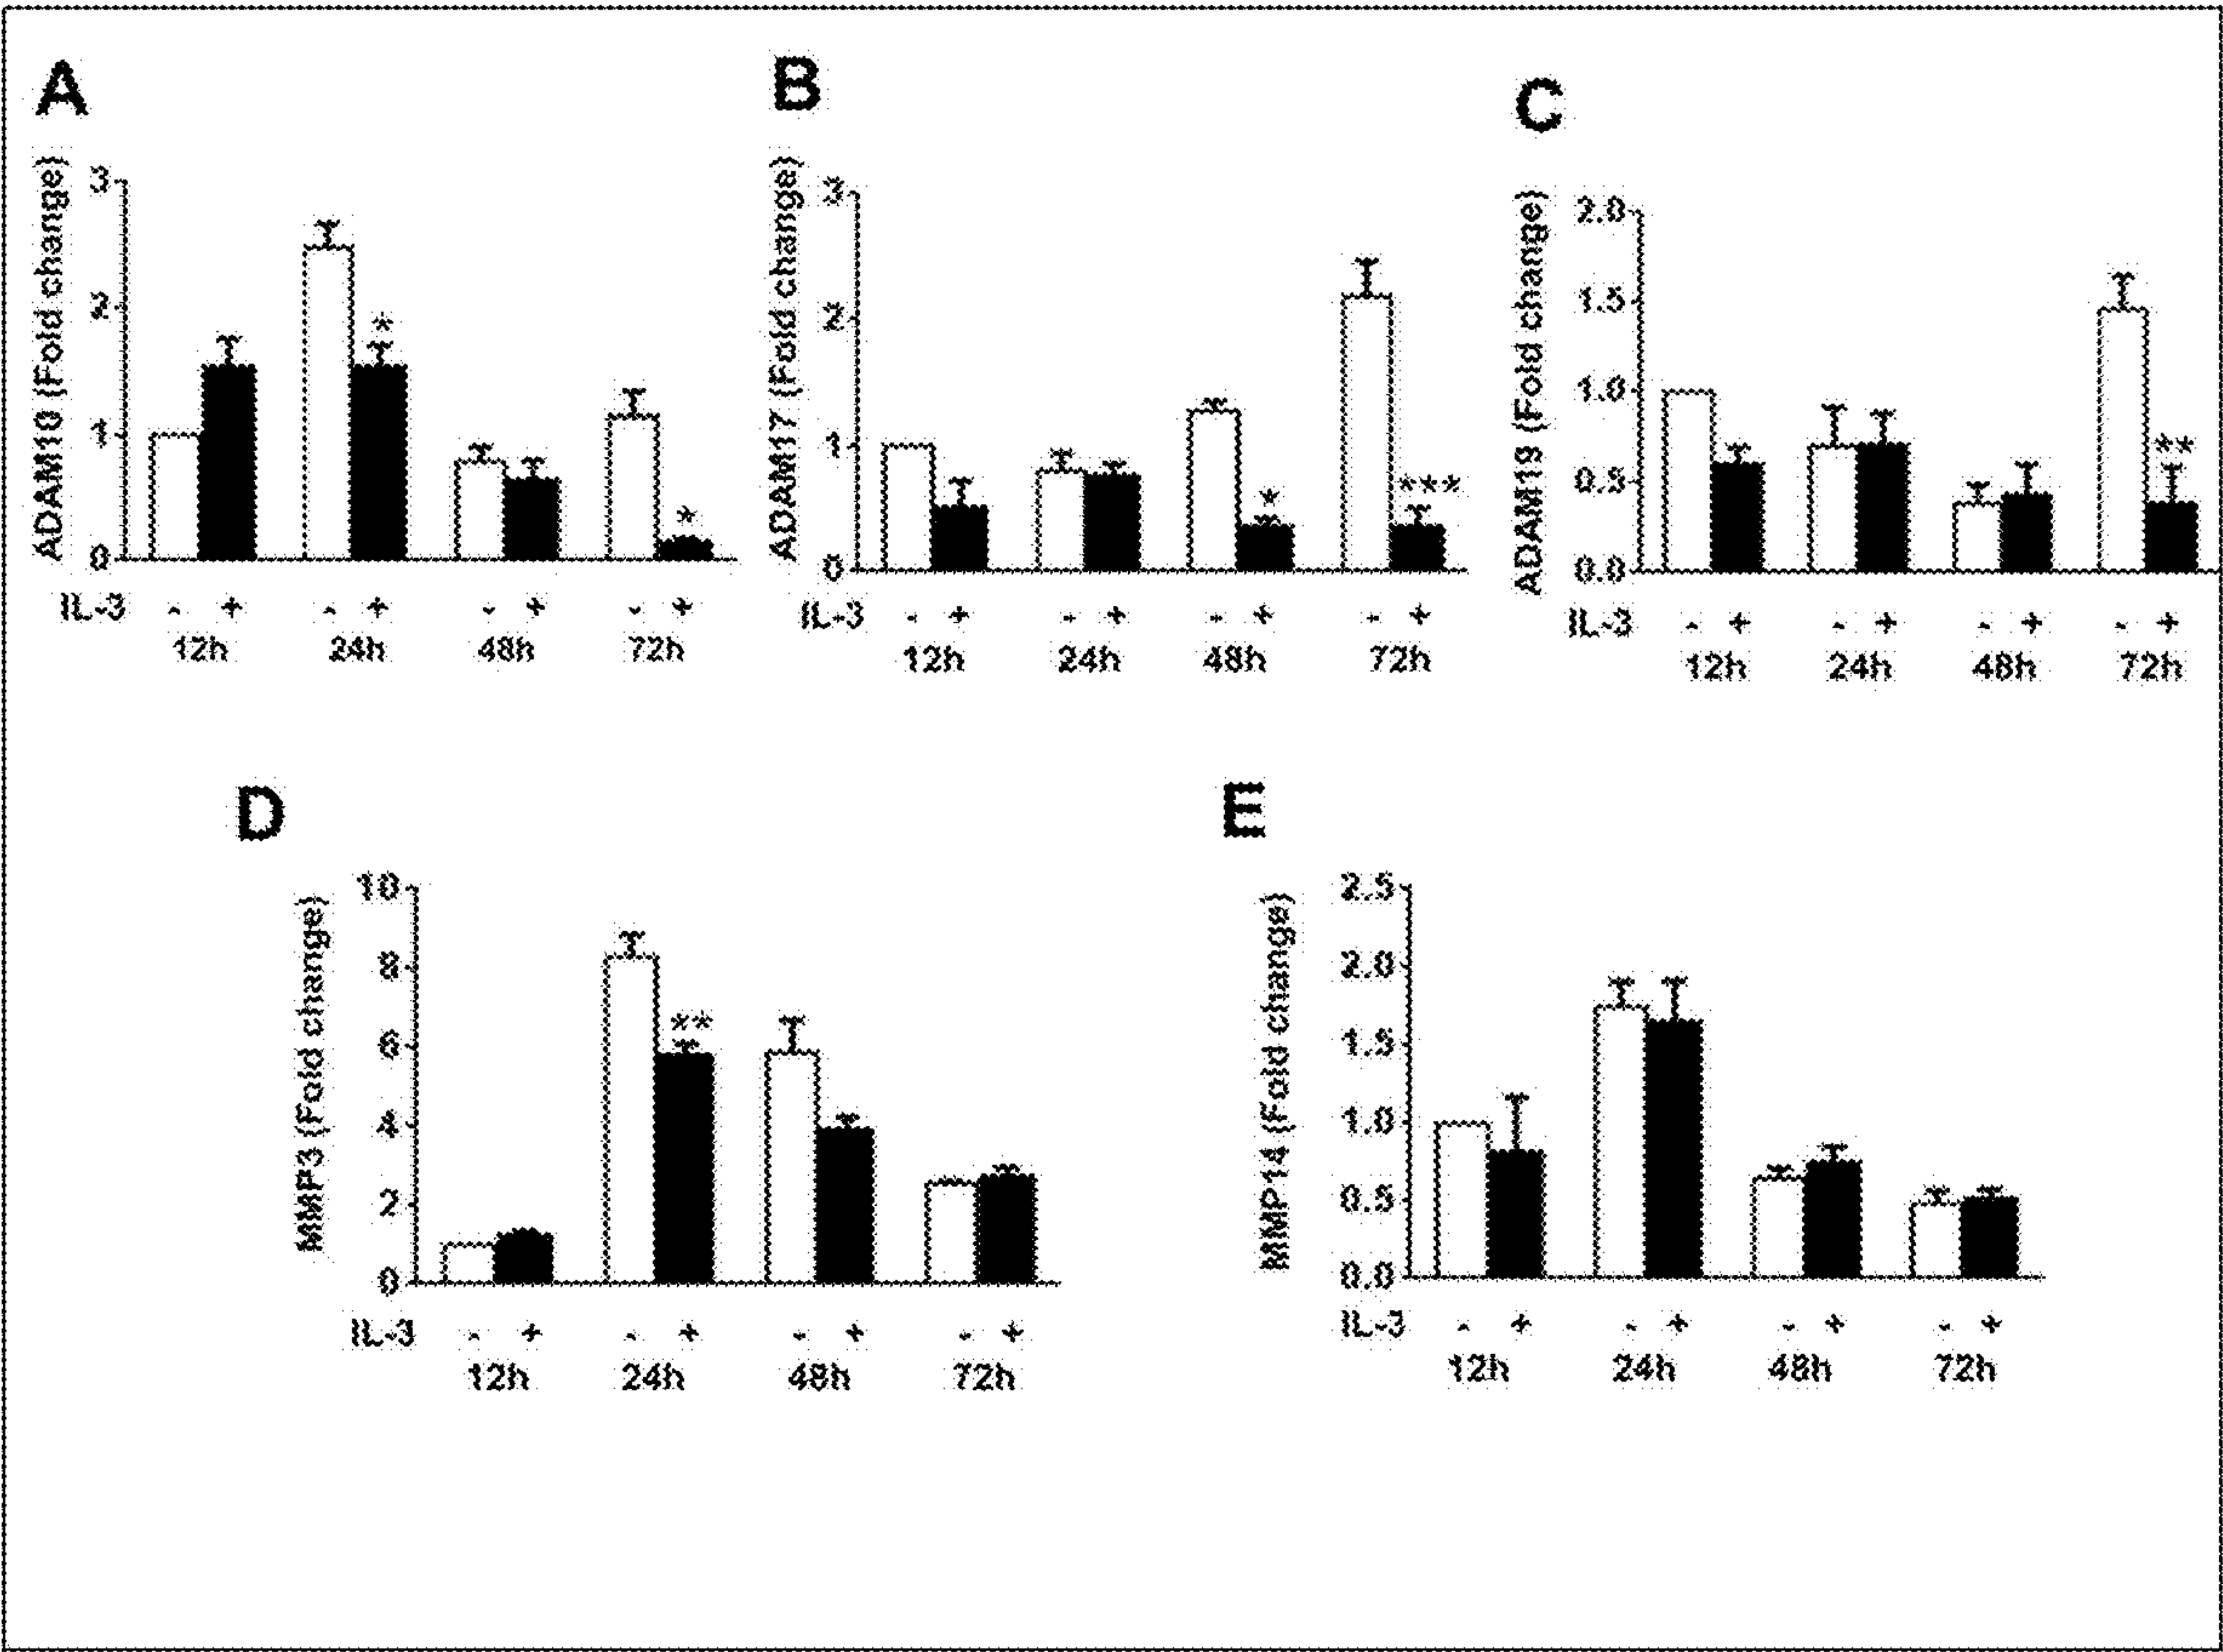 A
ADAM10 (Fold change)
3
2
1
0
*
*
IL-3 - + - + - + - +
12h 24h 48h 72h
B
ADAM17 (Fold change)
3
2
1
0
*
***
IL-3 - + - + - + - +
12h 24h 48h 72h
C
ADAM19 (Fold change)
2.0
1.5
1.0
0.5
0.0
**
IL-3 - + - + - + - +
12h 24h 48h 72h
D
MMP3 (Fold change)
10
8
6
4
2
0
**
IL-3 - + - + - + - +
12h 24h 48h 72h
E
MMP14 (Fold change)
2.5
2.0
1.5
1.0
0.5
0.0
IL-3 - + - + - + - +
12h 24h 48h 72h